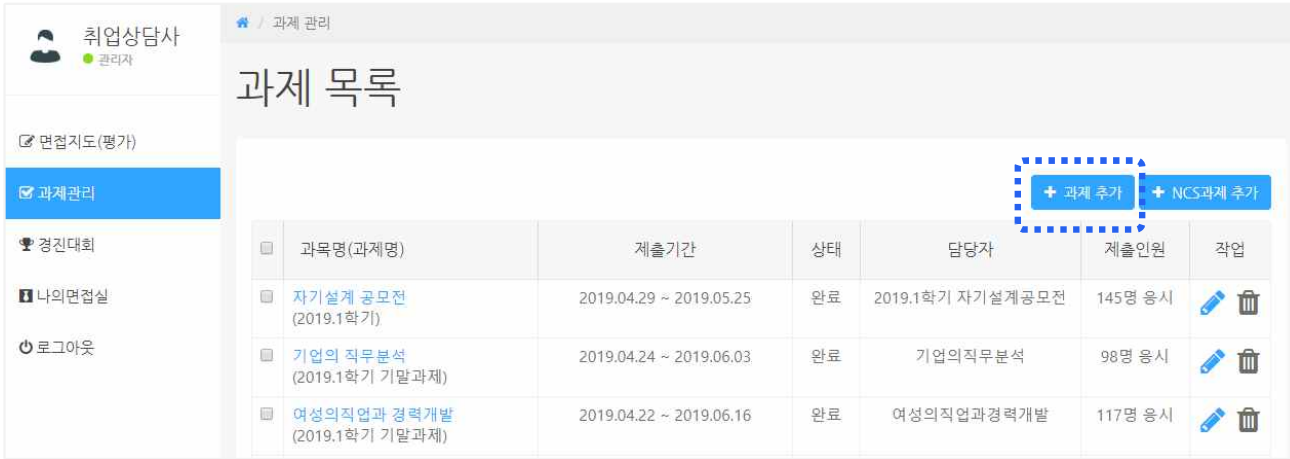 취업상담사
관리자
면접지도(평가)
과제관리
경진대회
나의면접실
로그아웃
/ 과제 관리
과제 목록
+ 과제 추가
+ NCS과제 추가
과목명(과제명) 제출기간 상태 담당자 제출인원 작업
자기설계 공모전 2019.04.29 ~ 2019.05.25 완료 2019.1학기 자기설계공모전 145명 응시
(2019.1학기)
기업의 직무분석 2019.04.24 ~ 2019.06.03 완료 기업의직무분석 98명 응시
(2019.1학기 기말과제)
여성의직업과 경력개발 2019.04.22 ~ 2019.06.16 완료 여성의직업과경력개발 117명 응시
(2019.1학기 기말과제)